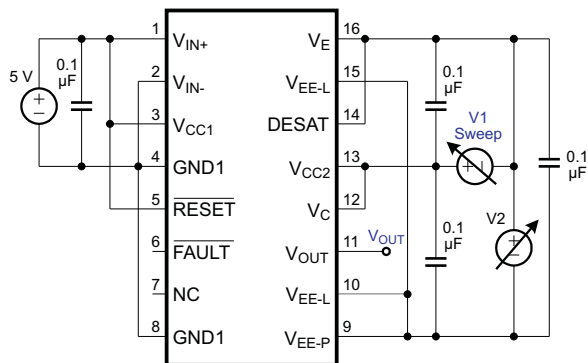 1 V_IN+ V_E 16
2 V_IN- V_EE-L 15
3 V_CC1 DESAT 14
4 GND1 V_CC2 13
5 RESET V_C 12
6 FAULT V_OUT 11
7 NC V_EE-L 10
8 GND1 V_EE-P 9
5 V
+
−
0.1
µF
0.1
µF
V1
Sweep
+
−
0.1
µF
V_OUT
0.1
µF
V2
+
−